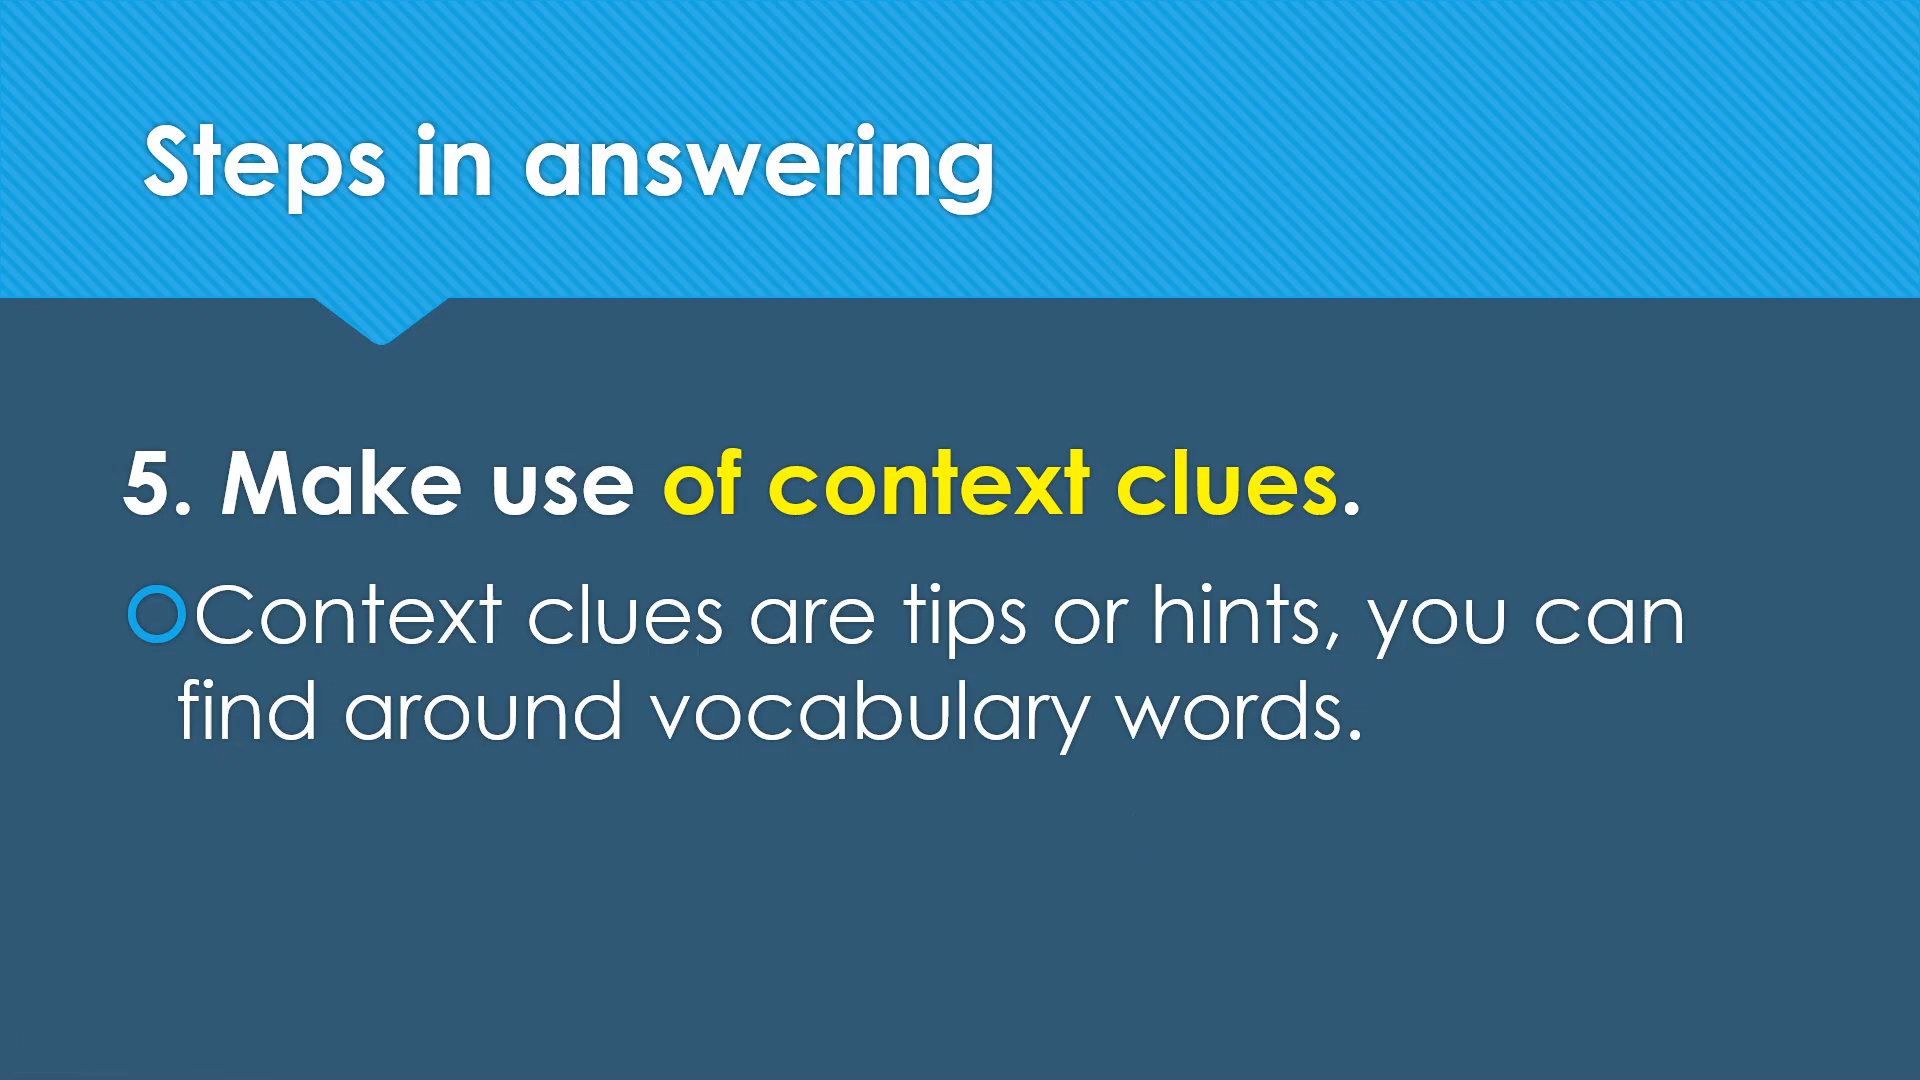 Steps in answering
5. Make use of context clues.
Context clues are tips or hints, you can
find around vocabulary words.